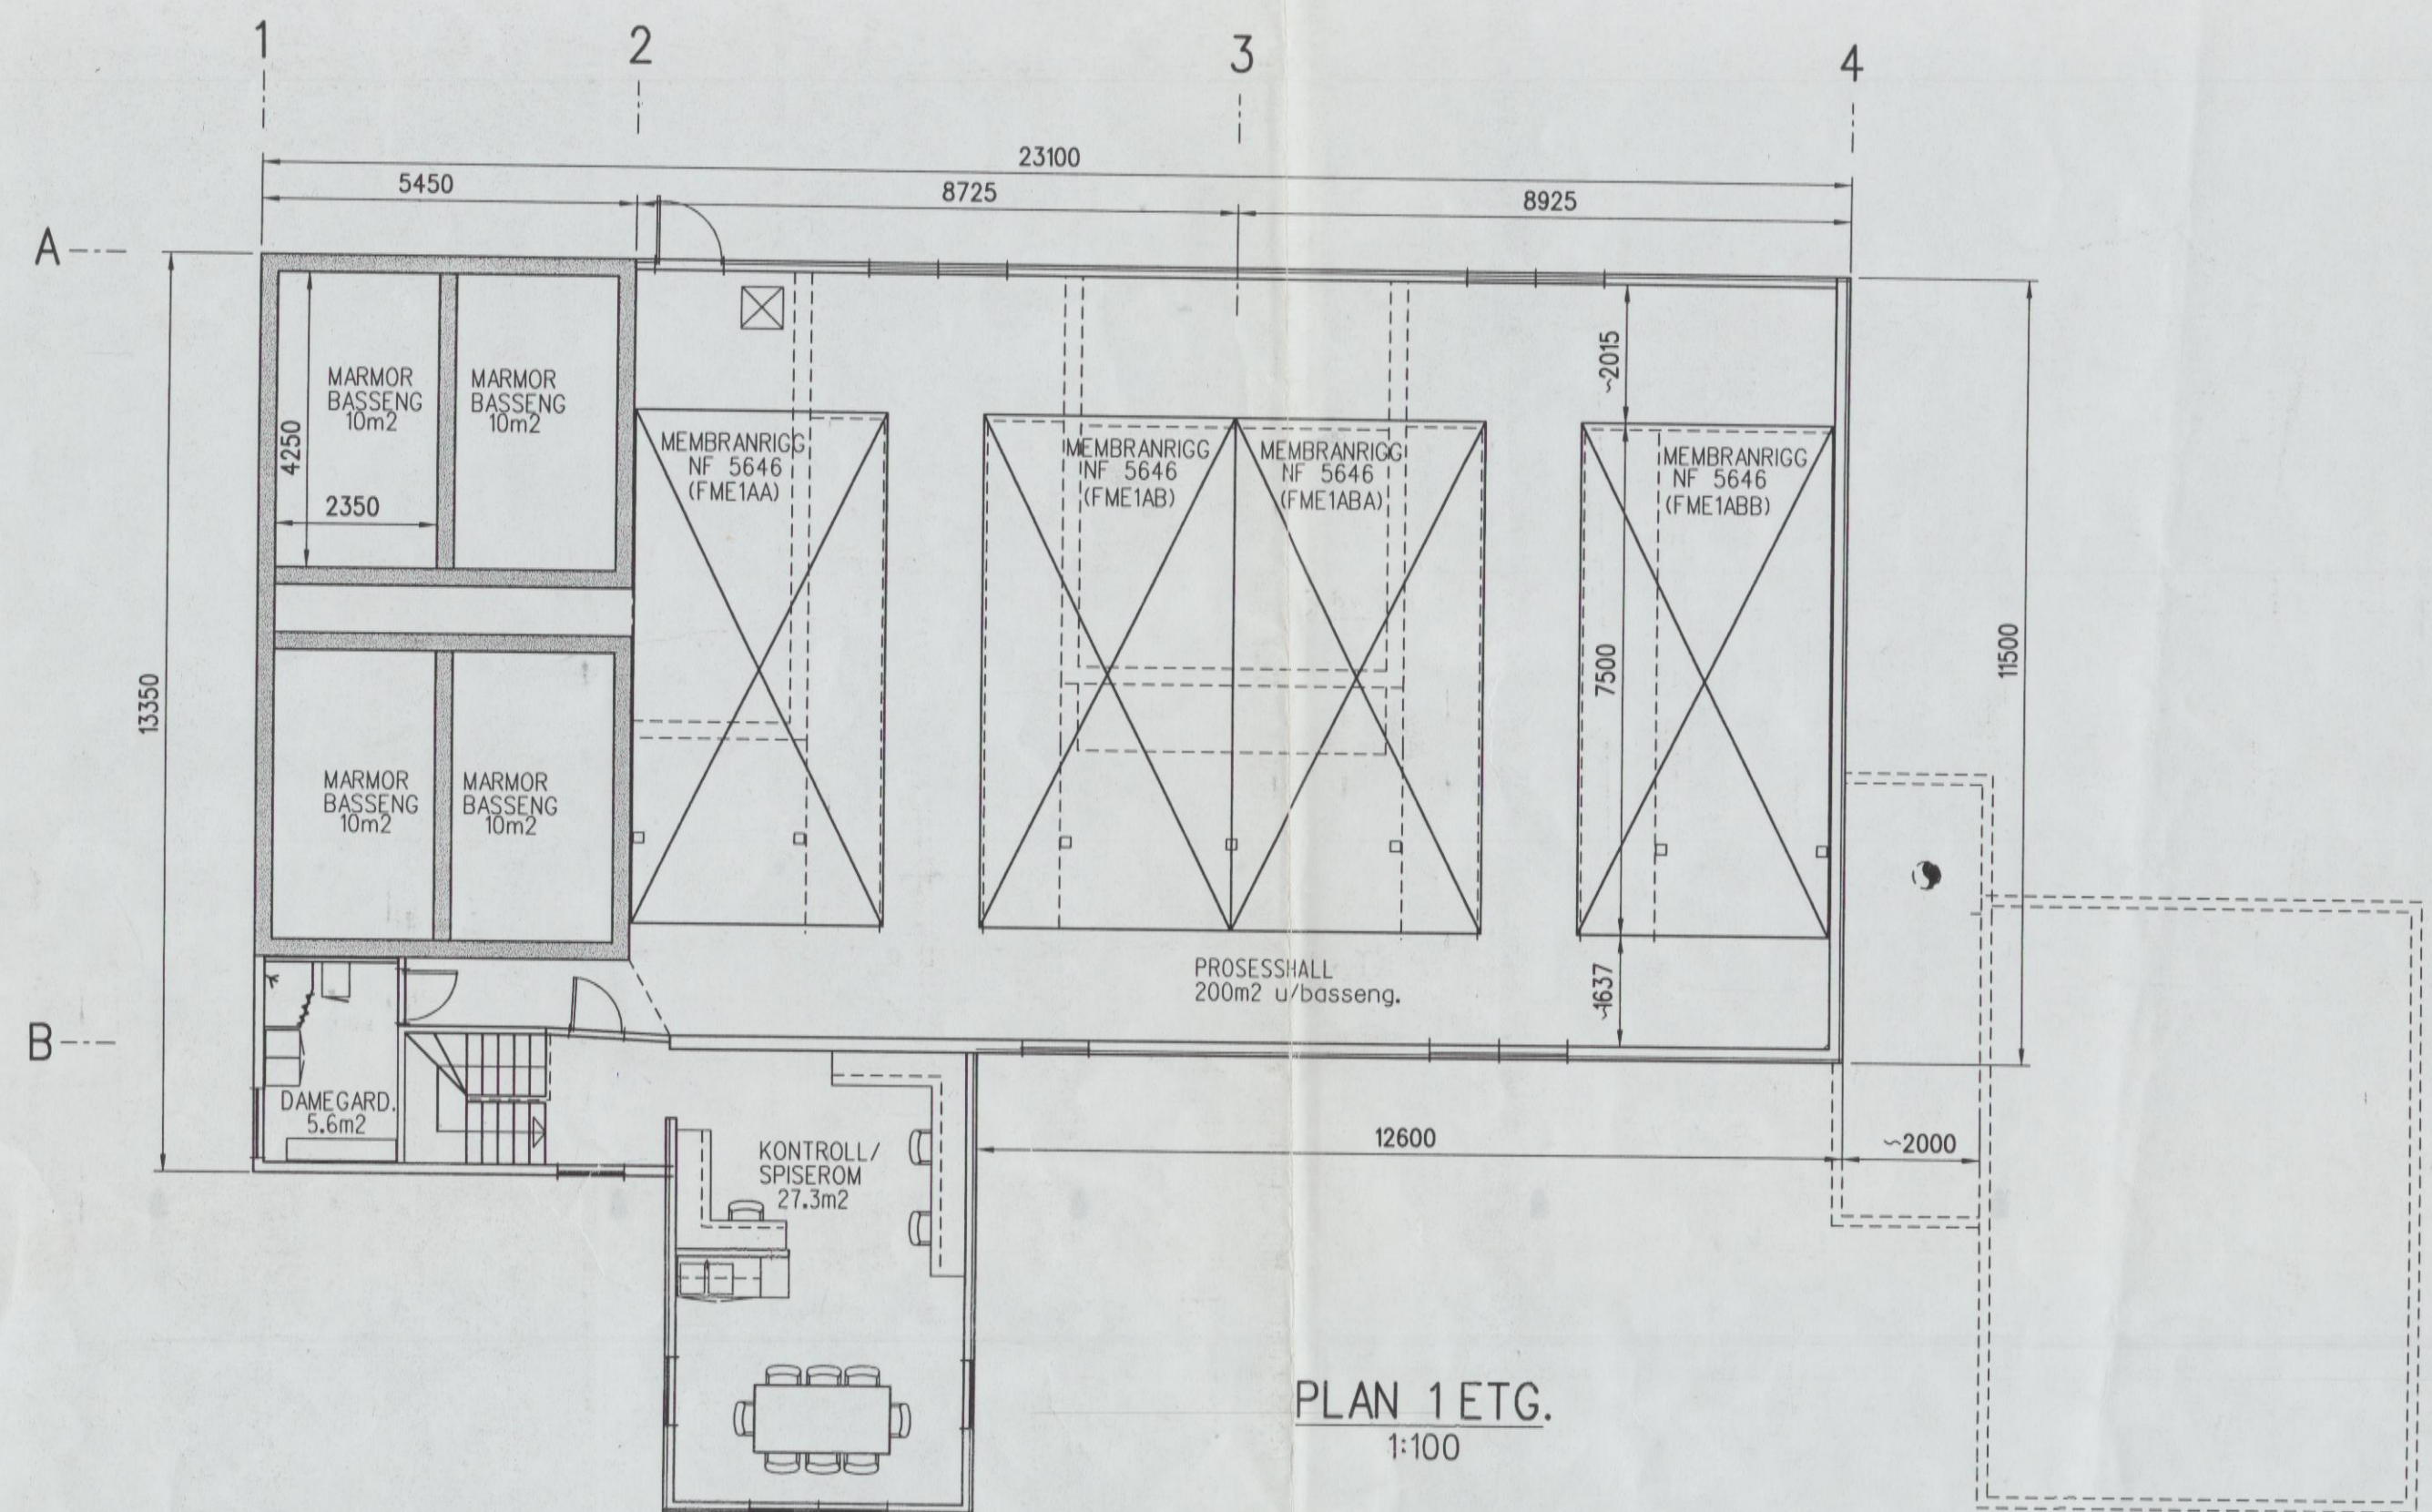 1
2
3
4
23100
5450
8725
8925
A
MARMOR
BASSENG
10m2
MARMOR
BASSENG
10m2
4250
2350
~2015
MEMBRANRIGG
NF 5646
(FME1AA)
MEMBRANRIGG
NF 5646
(FME1AB)
MEMBRANRIGG
NF 5646
(FME1ABA)
MEMBRANRIGG
NF 5646
(FME1ABB)
13350
7500
11500
MARMOR
BASSENG
10m2
MARMOR
BASSENG
10m2
PROSESSHALL
200m2 u/basseng.
~1637
B
DAMEGARD.
5.6m2
KONTROLL/
SPISEROM
27.3m2
12600
~2000
PLAN 1 ETG.
1:100